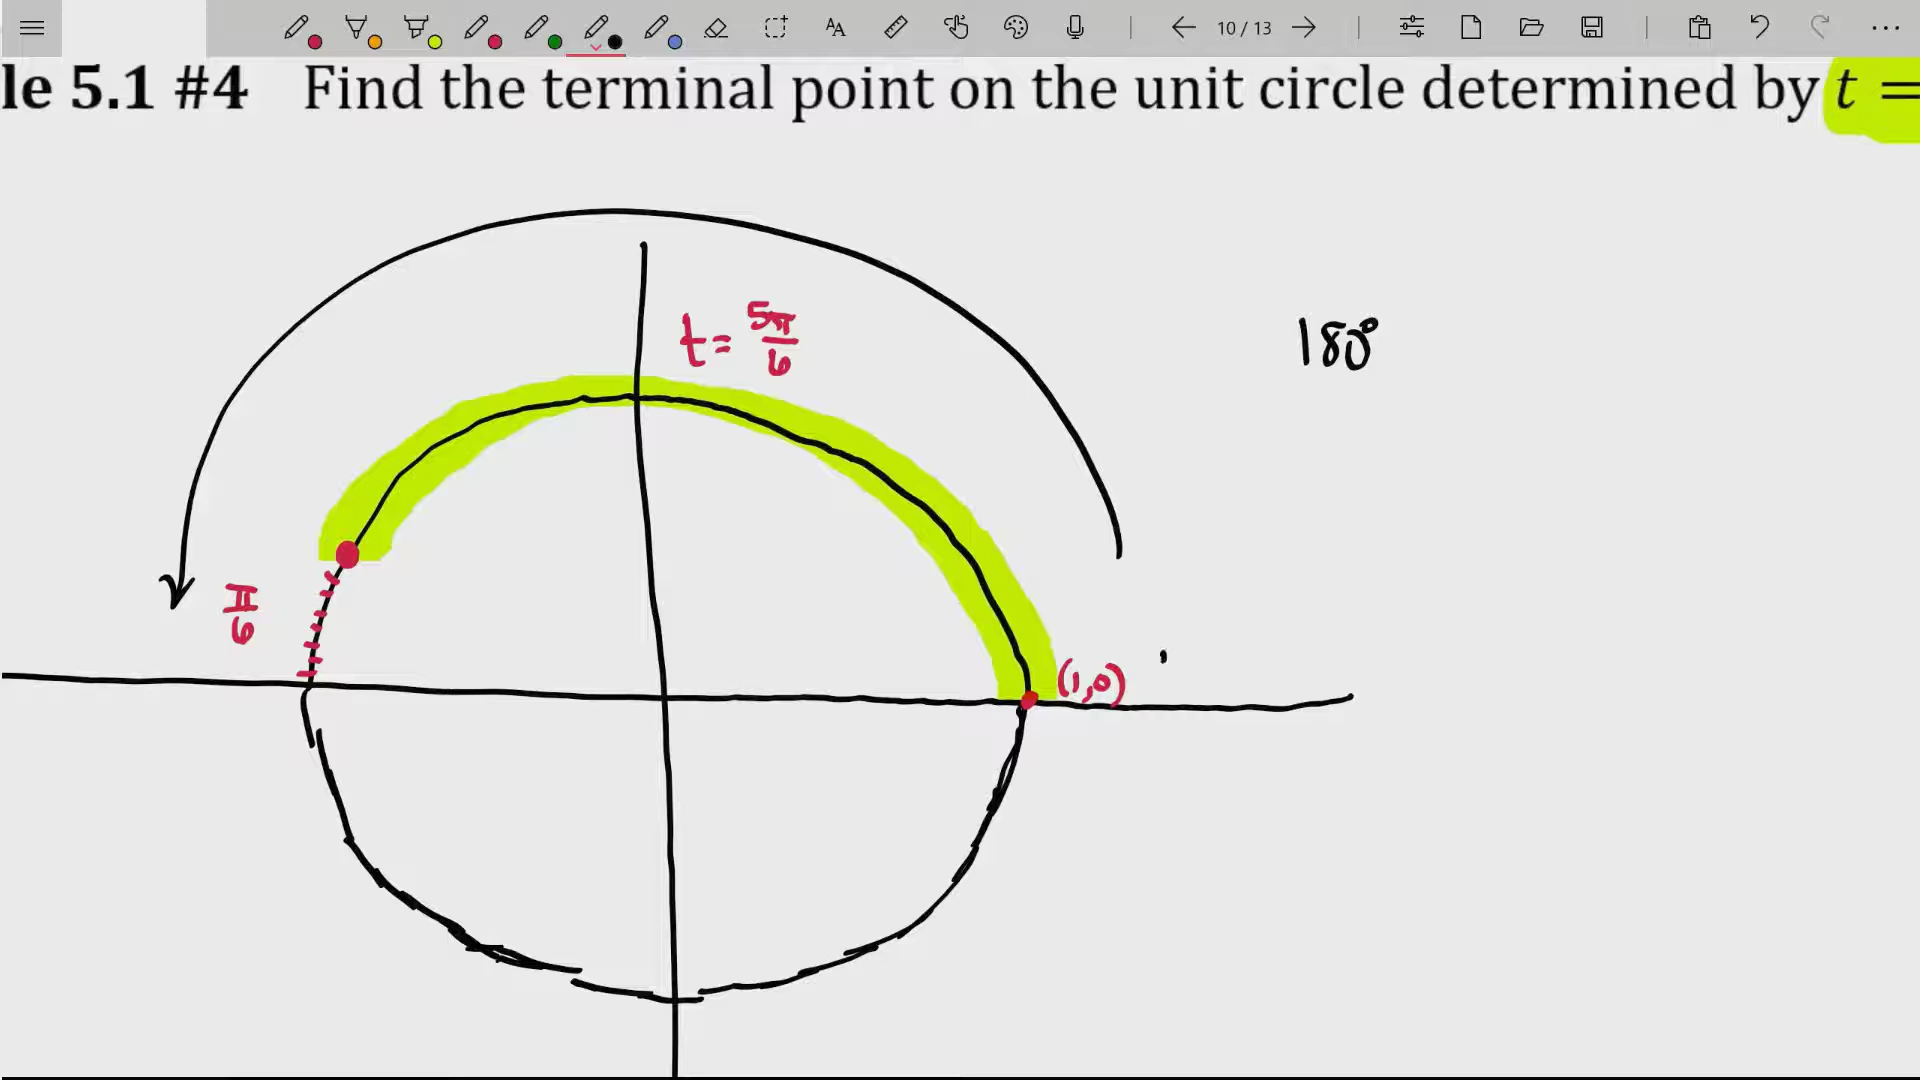 10 / 13
le 5.1 #4 Find the terminal point on the unit circle determined by t =
t = 5π/6
180°
π/6
(1,0)